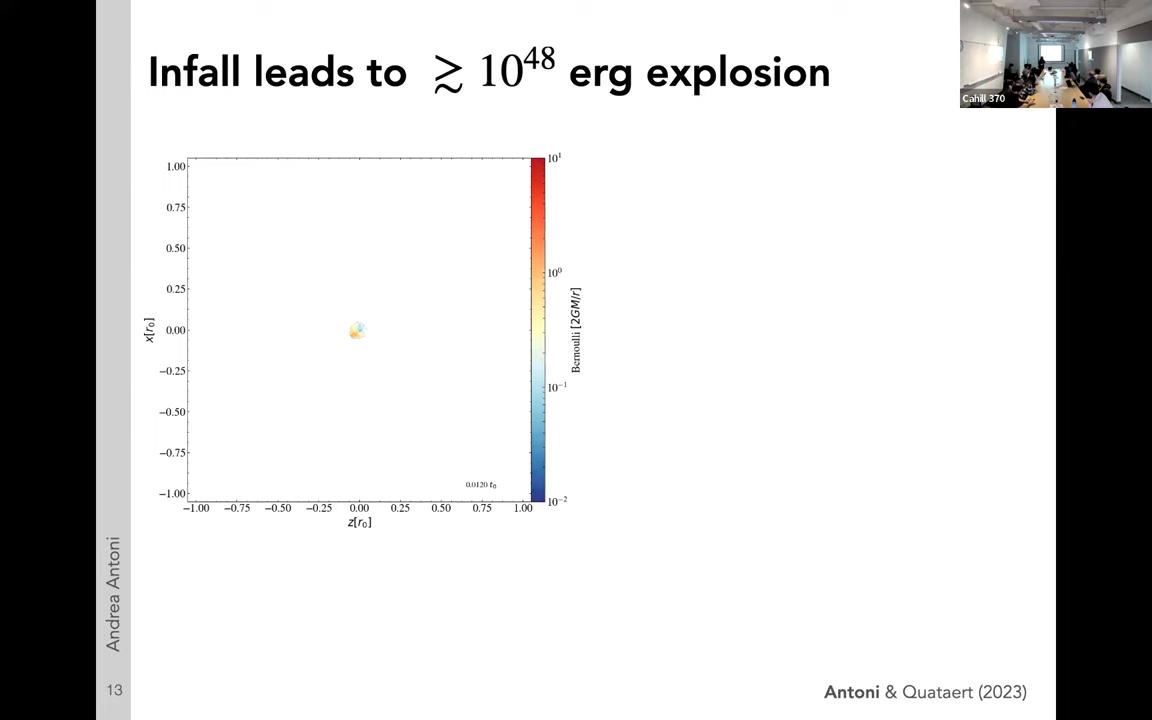 Infall leads to ≳ 10⁴⁸ erg explosion
Cahill 370
1.00
0.75
0.50
0.25
0.00
−0.25
−0.50
−0.75
−1.00
x[r₀]
−1.00 −0.75 −0.50 −0.25 0.00 0.25 0.50 0.75 1.00
z[r₀]
0.0120 t₀
10¹
10⁰
10⁻¹
10⁻²
Bernoulli [2GM/r]
Andrea Antoni
13
Antoni & Quataert (2023)